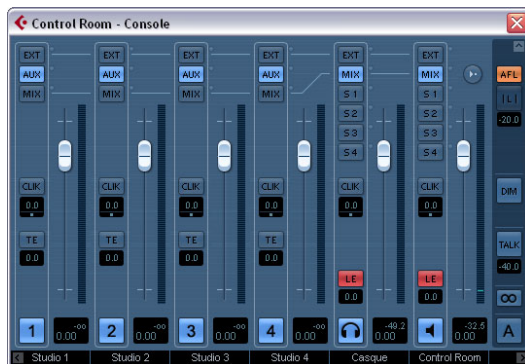 Control Room - Console
EXT EXT EXT EXT EXT EXT
AUX AUX AUX AUX MIX MIX AFL
MIX MIX MIX MIX S 1 S 1 | L |
S 2 S 2 -20.0
S 3 S 3
S 4 S 4
CLIK CLIK CLIK CLIK CLIK CLIK DIM
0.0 0.0 0.0 0.0 0.0 0.0
TE TE TE TE TALK
0.0 0.0 0.0 0.0 -40.0
LE LE
0.0 0.0
1 -oo 2 -oo 3 -oo 4 -oo -49.2 -32.5
0.00 0.00 0.00 0.00 0.00 0.00 A
Studio 1 Studio 2 Studio 3 Studio 4 Casque Control Room